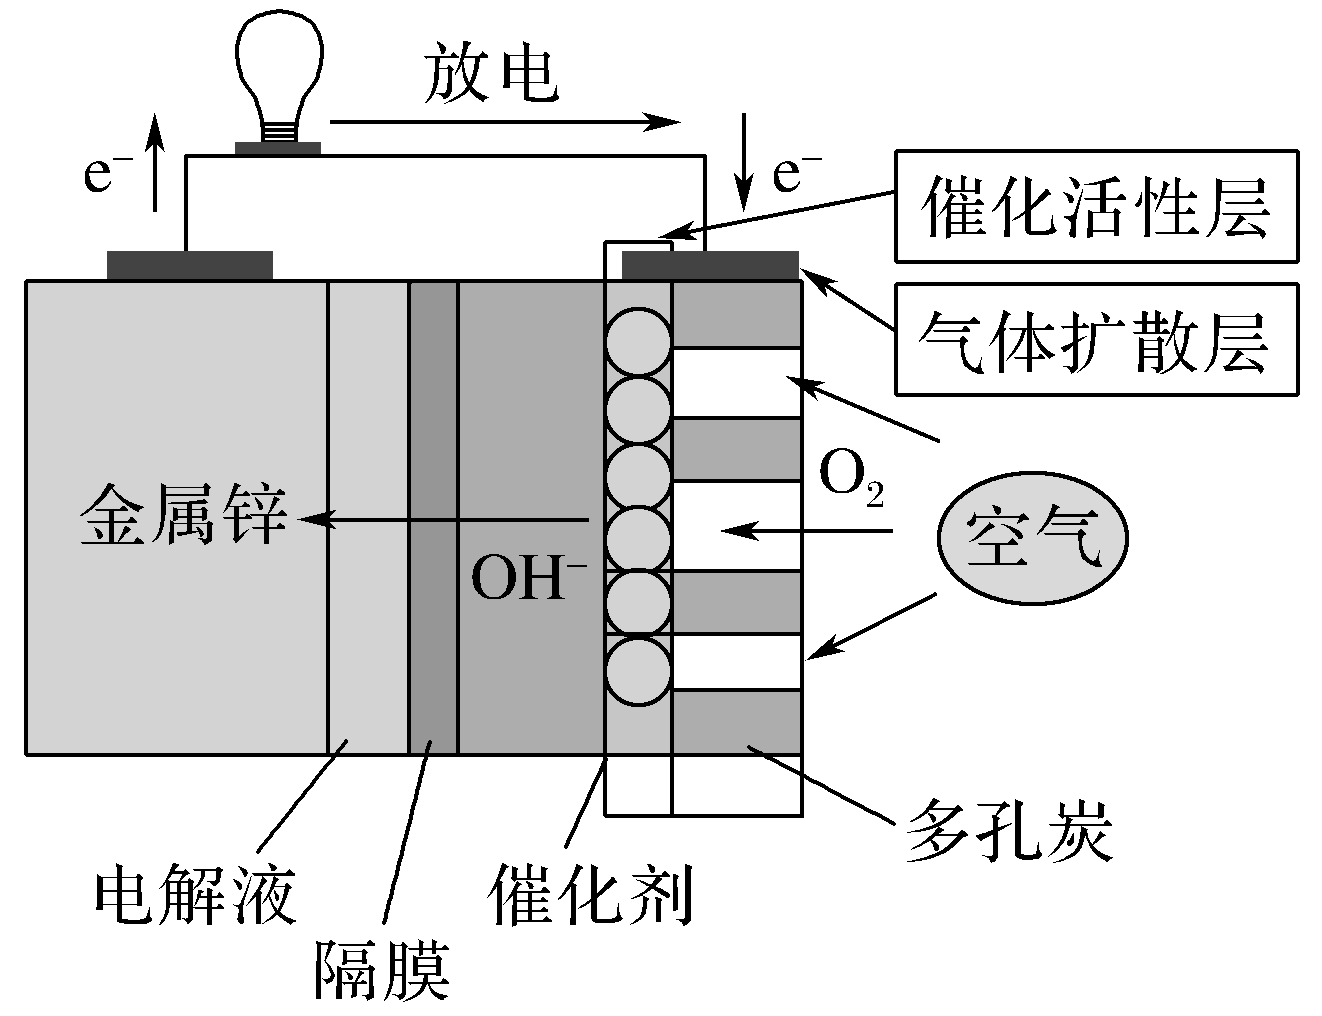 放电
e⁻
e⁻
催化活性层
气体扩散层
O₂
金属锌
空气
OH⁻
多孔炭
电解液
催化剂
隔膜